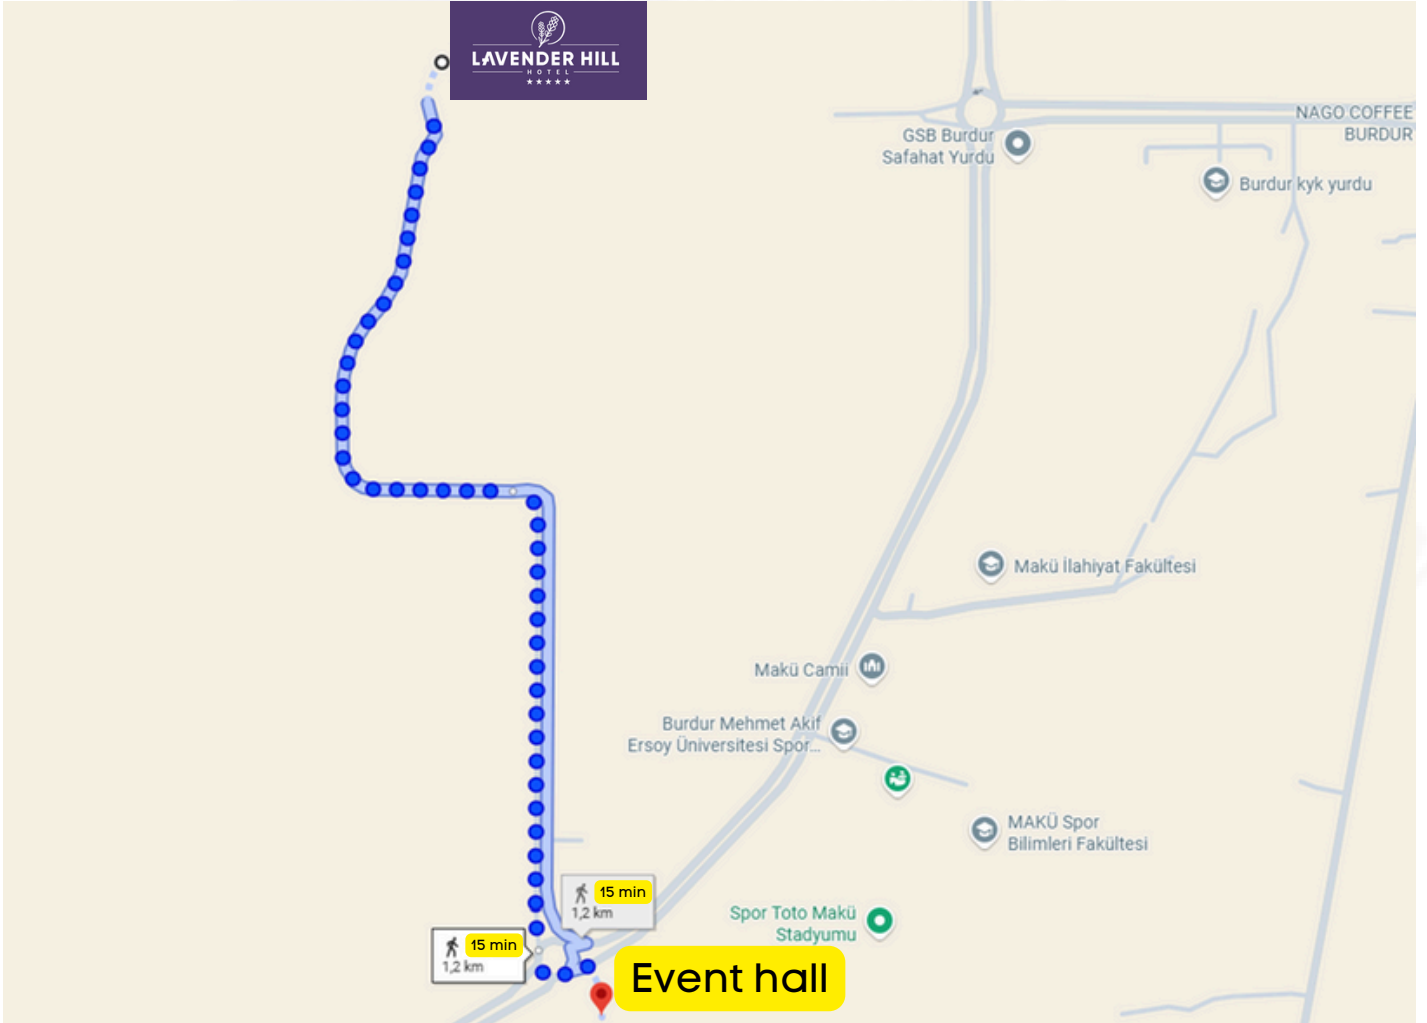 LAVENDER HILL
HOTEL
NAGO COFFEE
BURDUR
GSB Burdur
Safahat Yurdu
Burdur kyk yurdu
Makü İlahiyat Fakültesi
Makü Camii
Burdur Mehmet Akif
Ersoy Üniversitesi Spor...
MAKÜ Spor
Bilimleri Fakültesi
15 min
1,2 km
Spor Toto Makü
Stadyumu
15 min
1,2 km
Event hall